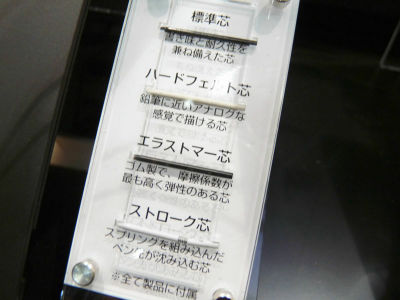 標準芯
書き味と耐久性を
兼ね備えた芯
ハードフェルト芯
鉛筆に近いアナログな
感覚で描ける芯
エラストマー芯
ゴム製で、摩擦係数が
最も高く弾性のある芯
ストローク芯
スプリングを組み込んだ
ペン先が沈み込む芯
※全て製品に付属